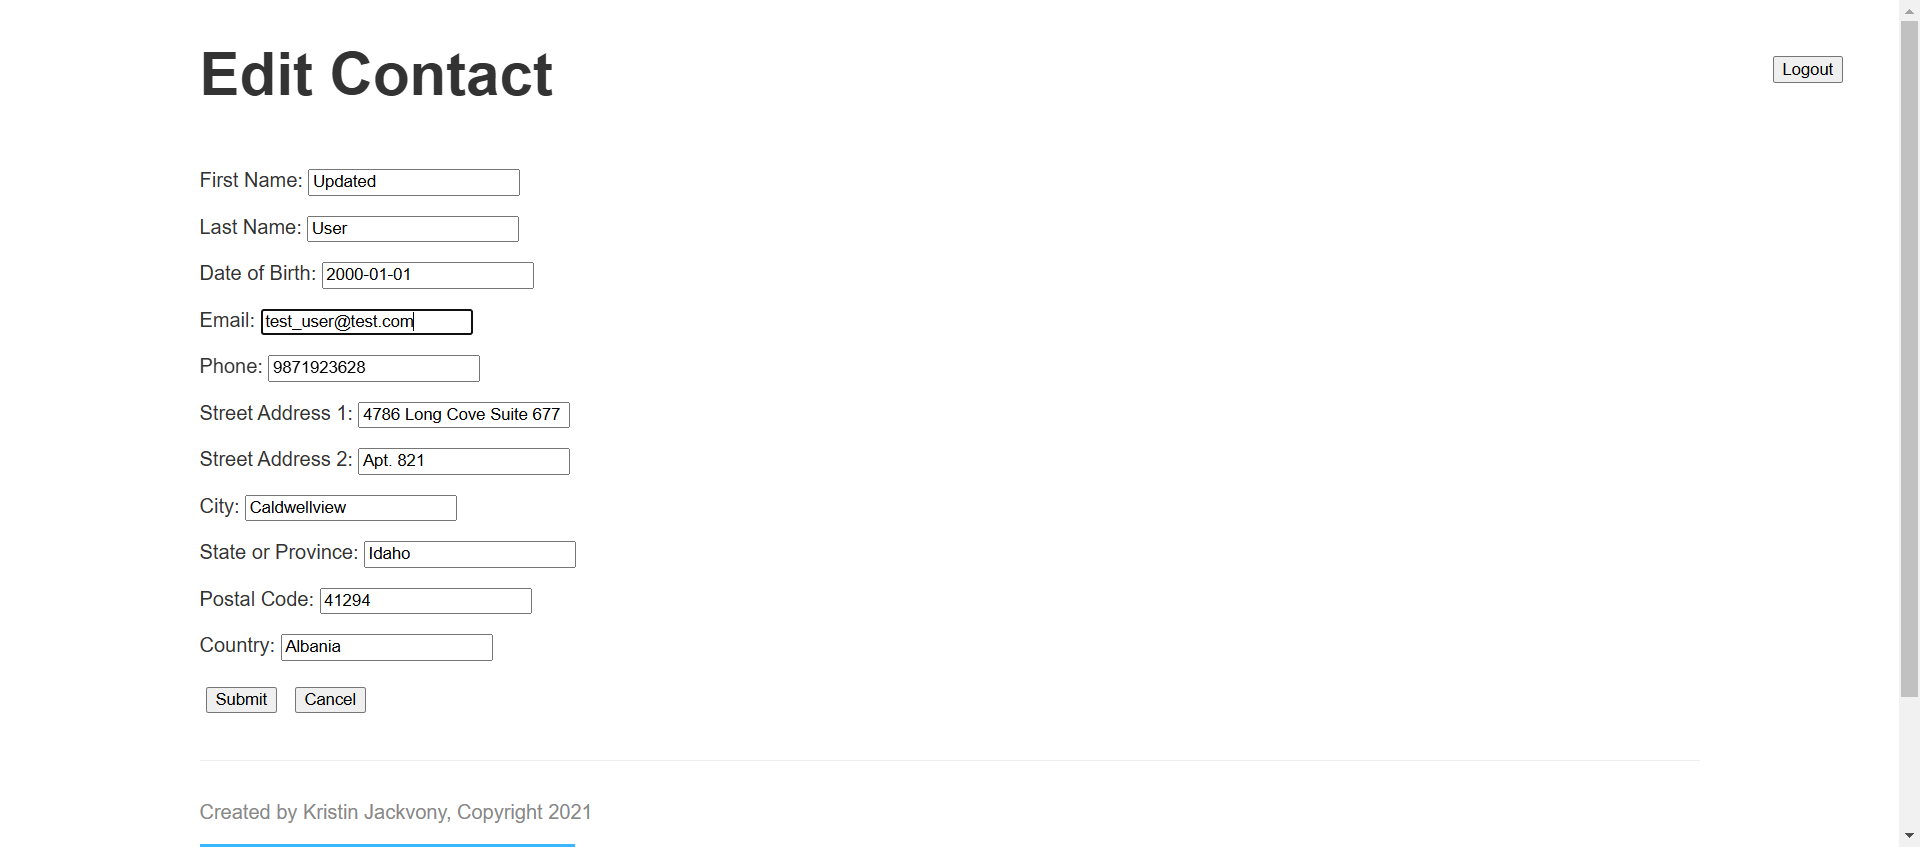 Edit Contact
Logout
First Name: Updated
Last Name: User
Date of Birth: 2000-01-01
Email: test_user@test.com
Phone: 9871923628
Street Address 1: 4786 Long Cove Suite 677
Street Address 2: Apt. 821
City: Caldwellview
State or Province: Idaho
Postal Code: 41294
Country: Albania
Submit Cancel
Created by Kristin Jackvony, Copyright 2021